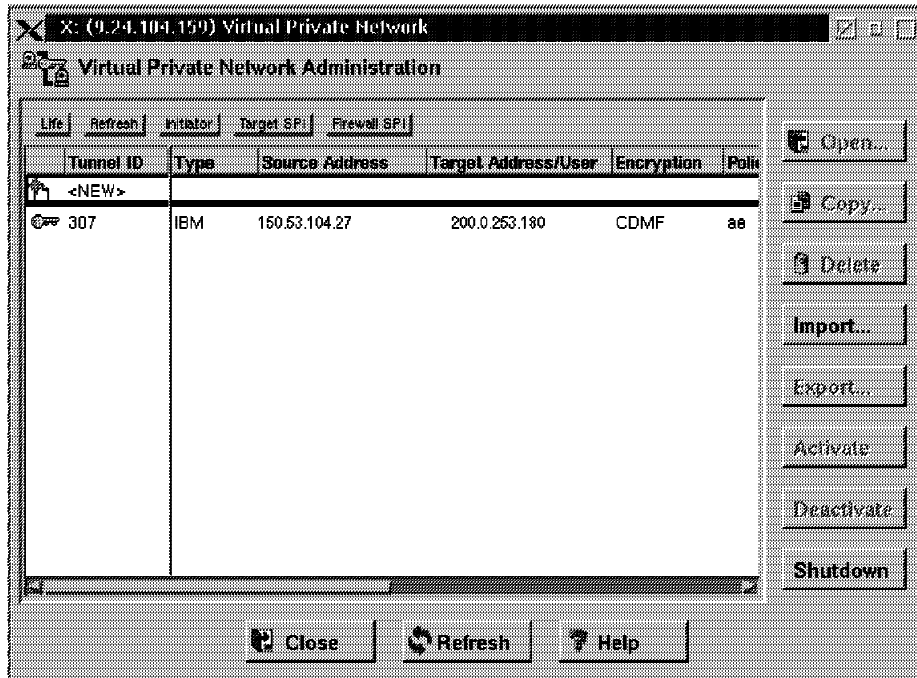 X: (9.24.104.159) Virtual Private Network
Virtual Private Network Administration
Life Refresh Initiator Target SPI Firewall SPI
Tunnel ID Type Source Address Target Address/User Encryption Polic
<NEW>
307 IBM 150.53.104.27 200.0.253.180 CDMF aa
Open...
Copy...
Delete
Import...
Export...
Activate
Deactivate
Shutdown
Close Refresh Help